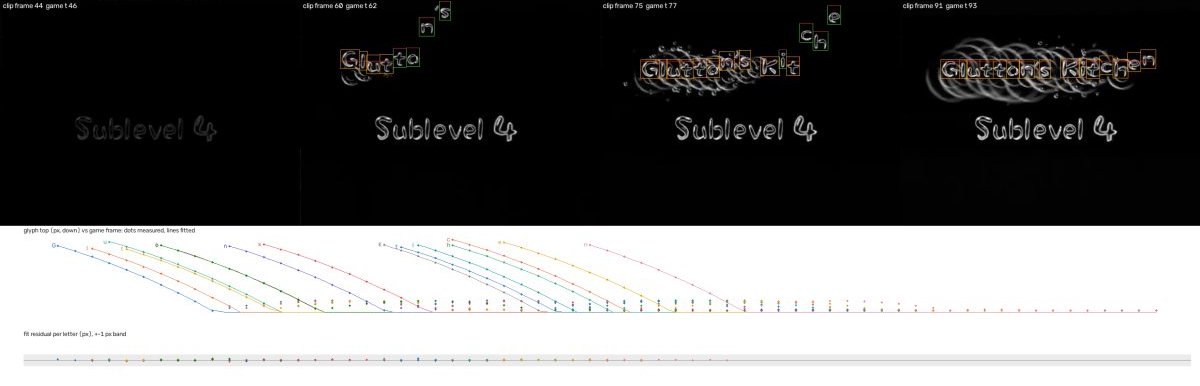 clip frame 44 game t 46
Sublevel 4
clip frame 60 game t 62
Glutto n's
Sublevel 4
clip frame 75 game t 77
Glutton's Kit che
Sublevel 4
clip frame 91 game t 93
Glutton's Kitchen
Sublevel 4
glyph top (px, down) vs game frame: dots measured, lines fitted
fit residual per letter (px), +-1 px band